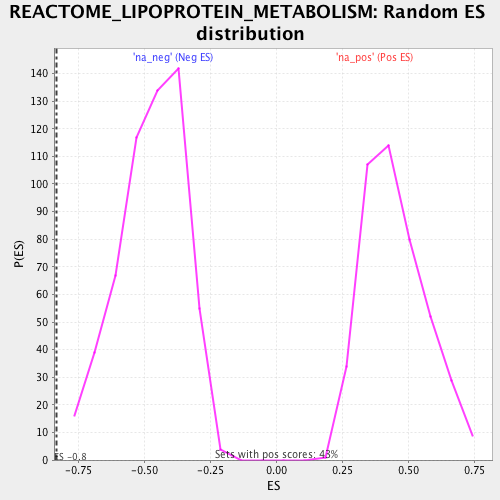 REACTOME_LIPOPROTEIN_METABOLISM: Random ES
distribution
'na_neg' (Neg ES)
'na_pos' (Pos ES)
140
130
120
110
100
90
80
70
60
50
40
30
20
10
0
P(ES)
ES -0.8
Sets with pos scores: 43%
-0.75
-0.50
-0.25
0.00
0.25
0.50
0.75
ES